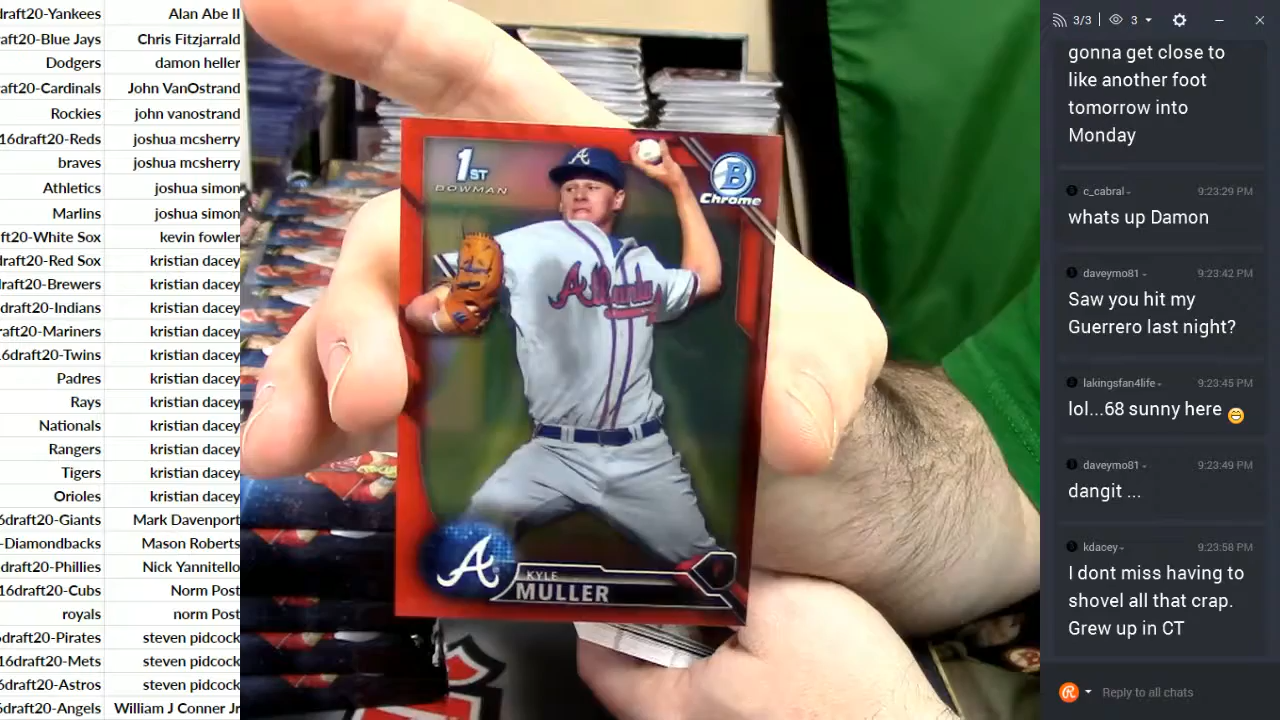 draft20-Yankees Alan Abe II
aft20-Blue Jays Chris Fitzjarrald
Dodgers damon heller
aft20-Cardinals John VanOstrand
Rockies john vanostrand
16draft20-Reds joshua mcsherry
braves joshua mcsherry
Athletics joshua simon
Marlins joshua simon
ft20-White Sox kevin fowler
draft20-Red Sox kristian dacey
draft20-Brewers kristian dacey
draft20-Indians kristian dacey
raft20-Mariners kristian dacey
16draft20-Twins kristian dacey
Padres kristian dacey
Rays kristian dacey
Nationals kristian dacey
Rangers kristian dacey
Tigers kristian dacey
Orioles kristian dacey
6draft20-Giants Mark Davenport
-Diamondbacks Mason Roberts
draft20-Phillies Nick Yannitello
16draft20-Cubs Norm Post
royals norm Post
draft20-Pirates steven pidcock
16draft20-Mets steven pidcock
6draft20-Astros steven pidcock
6draft20-Angels William J Conner Jr
1ST
BOWMAN
B
Chrome
A
Atlanta
A
KYLE
MULLER
P
3/3 3
gonna get close to
like another foot
tomorrow into
Monday
c_cabral 9:23:29 PM
whats up Damon
daveymo81 9:23:42 PM
Saw you hit my
Guerrero last night?
lakingsfan4life 9:23:45 PM
lol...68 sunny here 😄
daveymo81 9:23:49 PM
dangit ...
kdacey 9:23:58 PM
I dont miss having to
shovel all that crap.
Grew up in CT
Reply to all chats